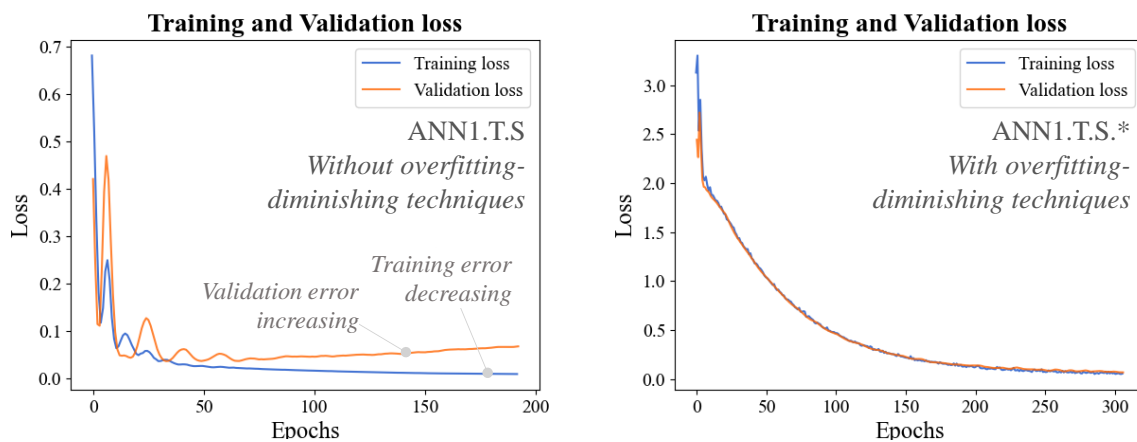 Training and Validation loss
0.7
0.6
0.5
0.4
0.3
0.2
0.1
0.0
Loss
Training loss
Validation loss
ANN1.T.S
Without overfitting-
diminishing techniques
Training error
decreasing
Validation error
increasing
0
50
100
150
200
Epochs
Training and Validation loss
3.0
2.5
2.0
1.5
1.0
0.5
0.0
Loss
Training loss
Validation loss
ANN1.T.S.*
With overfitting-
diminishing techniques
0
50
100
150
200
250
300
Epochs